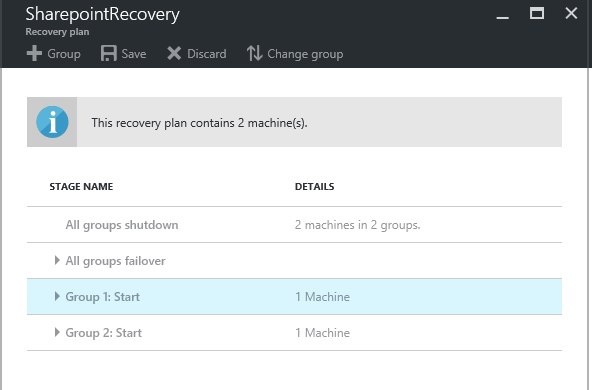 SharepointRecovery
Recovery plan
Group Save Discard Change group
This recovery plan contains 2 machine(s).
STAGE NAME DETAILS
All groups shutdown 2 machines in 2 groups.
All groups failover
Group 1: Start 1 Machine
Group 2: Start 1 Machine